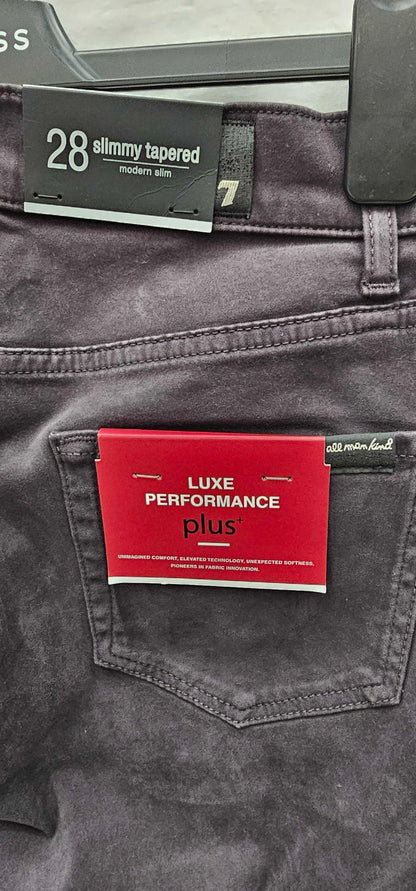 SS
28 slimmy tapered
modern slim
7
all man kind
LUXE
PERFORMANCE
plus+
UNIMAGINED COMFORT, ELEVATED TECHNOLOGY, UNEXPECTED SOFTNESS,
PIONEERS IN FABRIC INNOVATION.